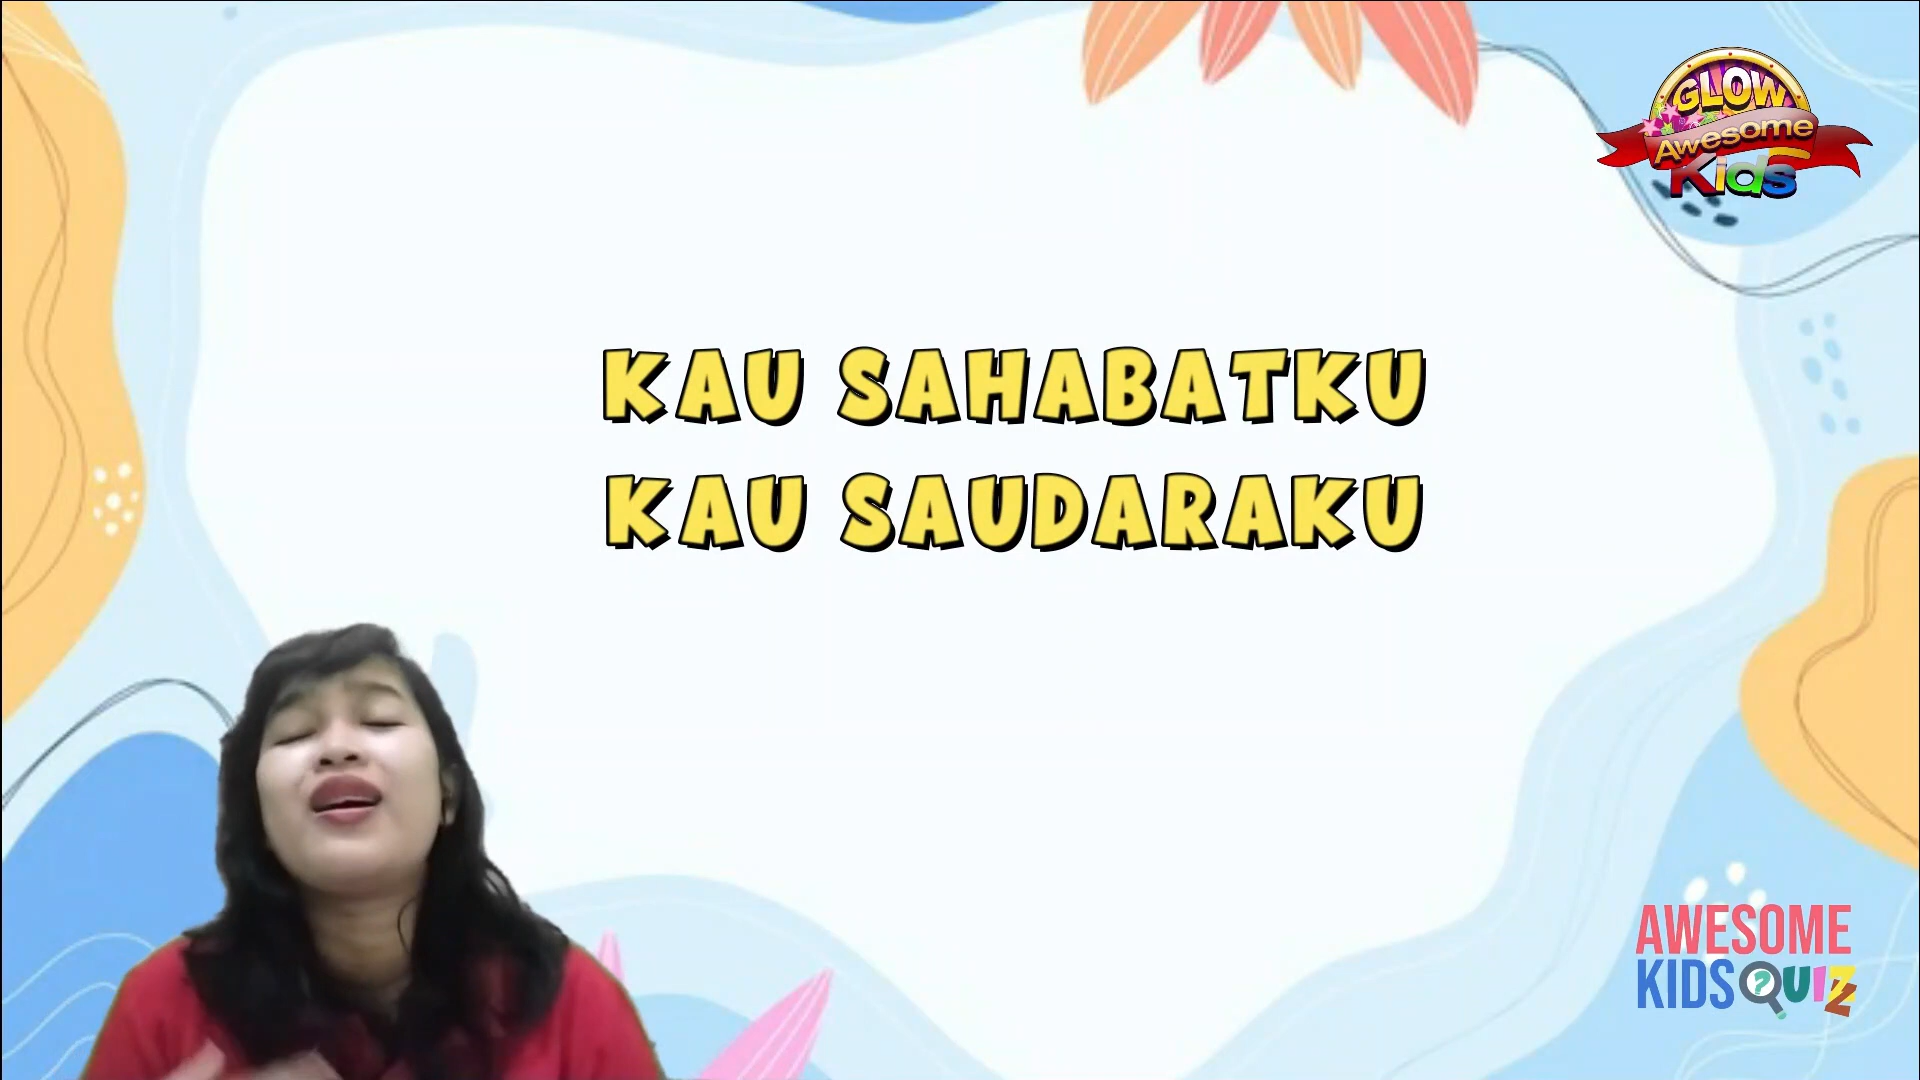 GLOW
Awesome
Kids
KAU SAHABATKU
KAU SAUDARAKU
AWESOME
KIDS QUIZ